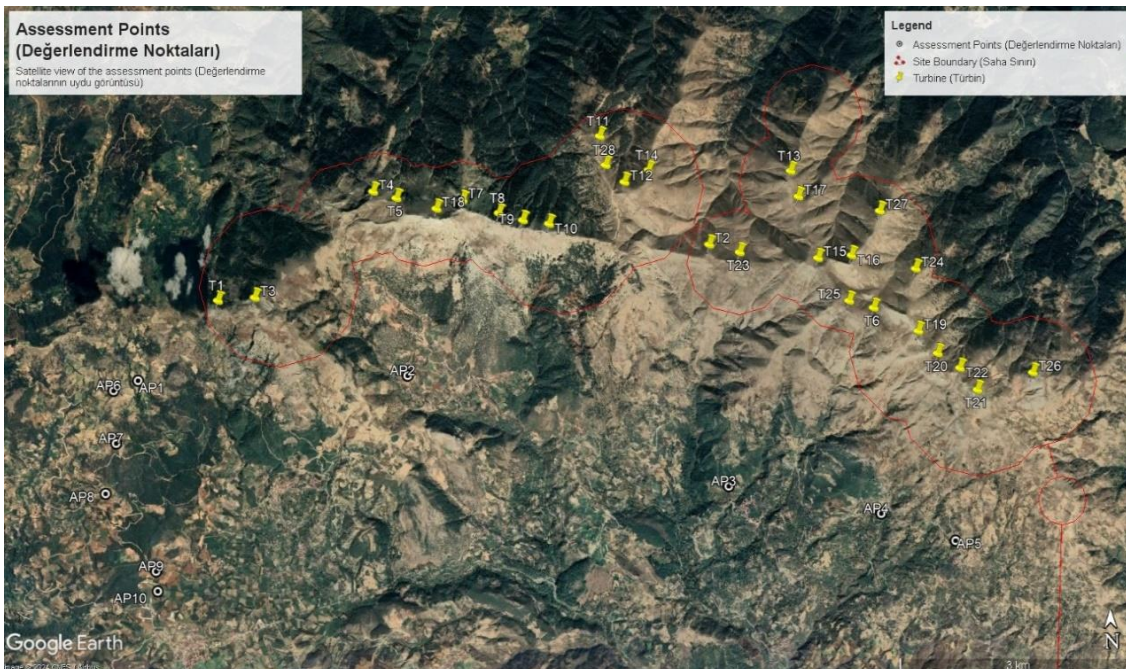 Assessment Points
(Değerlendirme Noktaları)
Satellite view of the assessment points (Değerlendirme
noktalarının uydu görüntüsü)
Legend
Assessment Points (Değerlendirme Noktaları)
Site Boundary (Saha Sınırı)
Turbine (Türbin)
T11
T28
T14
T12
T13
T17
T27
T4
T5
T18
T7
T8
T9
T10
T2
T23
T15
T16
T24
T1
T3
T25
T6
T19
T20
T22
T26
T21
AP2
AP6
AP1
AP7
AP8
AP3
AP4
AP5
AP9
AP10
Google Earth
N
3 km